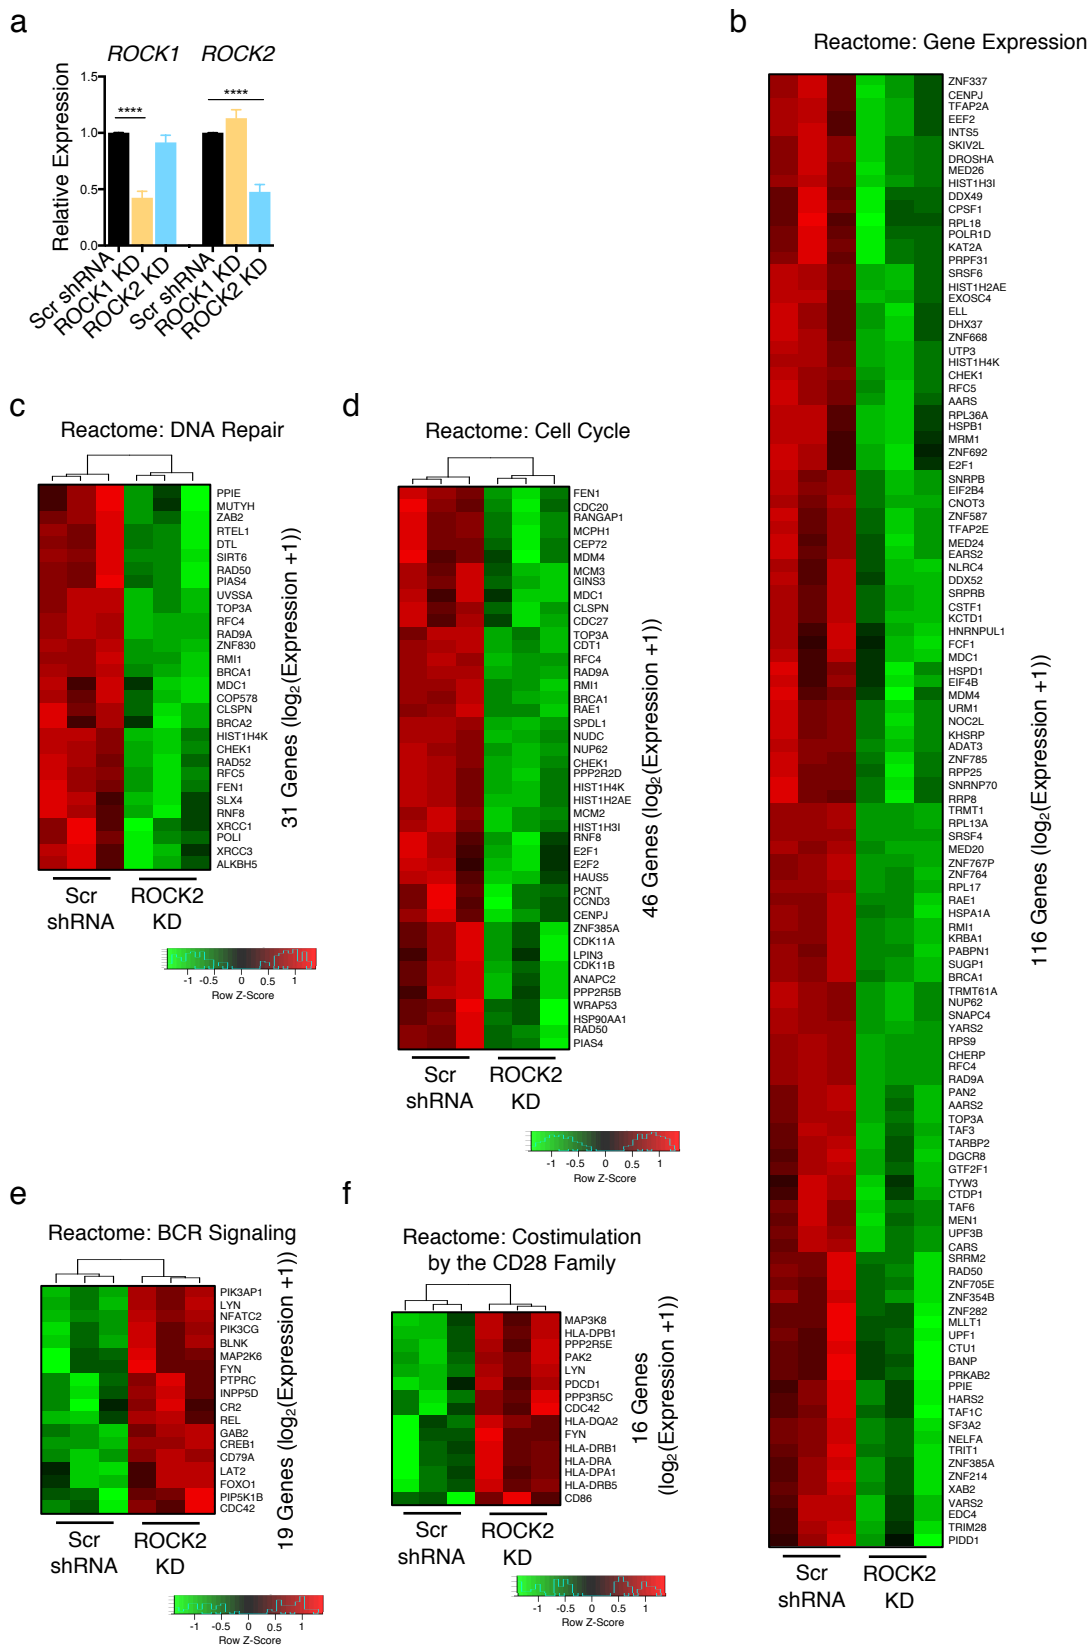 a
ROCK1
ROCK2
Relative Expression
1.5
1.0
0.5
0.0
****
****
Scr shRNA
ROCK1 KD
ROCK2 KD
Scr shRNA
ROCK1 KD
ROCK2 KD
b
Reactome: Gene Expression
ZNF337
CENPJ
TFAP2A
EEF2
INTS5
SKIV2L
DROSHA
MED26
HIST1H3I
DDX49
CPSF1
RPL18
POLR1D
KAT2A
PRPF31
SRSF6
HIST1H2AE
EXOSC4
ELL
DHX37
ZNF668
UTP3
HIST1H4K
CHEK1
RFC5
AARS
RPL36A
HSPB1
MRM1
ZNF692
E2F1
SNRPB
EIF2B4
CNOT3
ZNF587
TFAP2E
MED24
EARS2
NLRC4
DDX52
SRPRB
CSTF1
KCTD1
HNRNPUL1
FCF1
MDC1
HSPD1
EIF4B
MDM4
URM1
NOC2L
KHSRP
ADAT3
ZNF785
RPP25
SNRNP70
RRP8
TRMT1
RPL13A
SRSF4
MED20
ZNF767P
ZNF764
RPL17
RAE1
HSPA1A
RMI1
KRBA1
PABPN1
SUGP1
BRCA1
TRMT61A
NUP62
SNAPC4
YARS2
RPS9
CHERP
RFC4
RAD9A
PAN2
AARS2
TOP3A
TAF3
TARBP2
DGCR8
GTF2F1
TYW3
CTDP1
TAF6
MEN1
UPF3B
CARS
SRRM2
RAD50
ZNF705E
ZNF354B
ZNF282
MLLT1
UPF1
CTU1
BANP
PRKAB2
PPIE
HARS2
TAF1C
SF3A2
NELFA
TRIT1
ZNF385A
ZNF214
XAB2
VARS2
EDC4
TRIM28
PIDD1
116 Genes (log2(Expression +1))
Scr
shRNA
ROCK2
KD
c
Reactome: DNA Repair
PPIE
MUTYH
ZAB2
RTEL1
DTL
SIRT6
RAD50
PIAS4
UVSSA
TOP3A
RFC4
RAD9A
ZNF830
RMI1
BRCA1
MDC1
COP578
CLSPN
BRCA2
HIST1H4K
CHEK1
RAD52
RFC5
FEN1
SLX4
RNF8
XRCC1
POLI
XRCC3
ALKBH5
31 Genes (log2(Expression +1))
Scr
shRNA
ROCK2
KD
-1 -0.5 0 0.5 1
Row Z-Score
d
Reactome: Cell Cycle
FEN1
CDC20
RANGAP1
MCPH1
CEP72
MDM4
MCM3
GINS3
MDC1
CLSPN
CDC27
TOP3A
CDT1
RFC4
RAD9A
RMI1
BRCA1
RAE1
SPDL1
NUDC
NUP62
CHEK1
PPP2R2D
HIST1H4K
HIST1H2AE
MCM2
HIST1H3I
RNF8
E2F1
E2F2
HAUS5
PCNT
CCND3
CENPJ
ZNF385A
CDK11A
LPIN3
CDK11B
ANAPC2
PPP2R5B
WRAP53
HSP90AA1
RAD50
PIAS4
46 Genes (log2(Expression +1))
Scr
shRNA
ROCK2
KD
-1 -0.5 0 0.5 1
Row Z-Score
e
Reactome: BCR Signaling
PIK3AP1
LYN
NFATC2
PIK3CG
BLNK
MAP2K6
FYN
PTPRC
INPP5D
CR2
REL
GAB2
CREB1
CD79A
LAT2
FOXO1
PIP5K1B
CDC42
19 Genes (log2(Expression +1))
Scr
shRNA
ROCK2
KD
-1 -0.5 0 0.5 1
Row Z-Score
f
Reactome: Costimulation
by the CD28 Family
MAP3K8
HLA-DPB1
PPP2R5E
PAK2
LYN
PDCD1
PPP3R5C
CDC42
HLA-DQA2
FYN
HLA-DRB1
HLA-DRA
HLA-DPA1
HLA-DRB5
CD86
16 Genes
(log2(Expression +1))
Scr
shRNA
ROCK2
KD
-1 -0.5 0 0.5 1
Row Z-Score